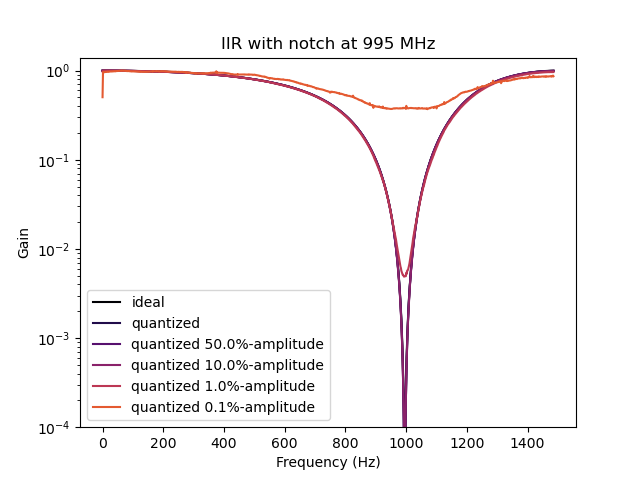 IIR with notch at 995 MHz
10⁰
10⁻¹
10⁻²
10⁻³
10⁻⁴
Gain
ideal
quantized
quantized 50.0%-amplitude
quantized 10.0%-amplitude
quantized 1.0%-amplitude
quantized 0.1%-amplitude
0 200 400 600 800 1000 1200 1400
Frequency (Hz)